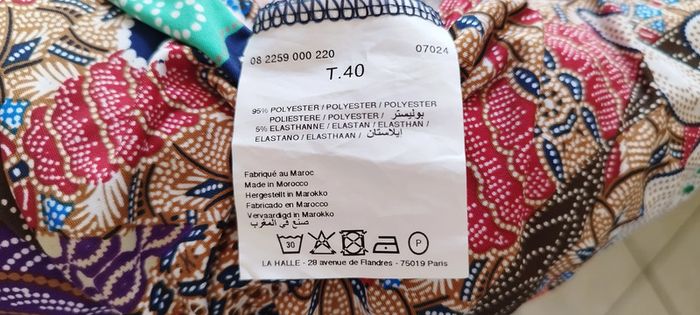 08 2259 000 220 07024
T.40
95% POLYESTER / POLYESTER / POLYESTER
POLIESTERE / POLYESTER / بوليستر
5% ELASTHANNE / ELASTAN / ELASTHAN /
ELASTANO / ELASTHAAN / إيلاستان
Fabriqué au Maroc
Made in Morocco
Hergestellt in Marokko
Fabricado en Marocco
Vervaardigd in Marokko
صنع في المغرب
30 P
LA HALLE - 28 avenue de Flandres - 75019 Paris